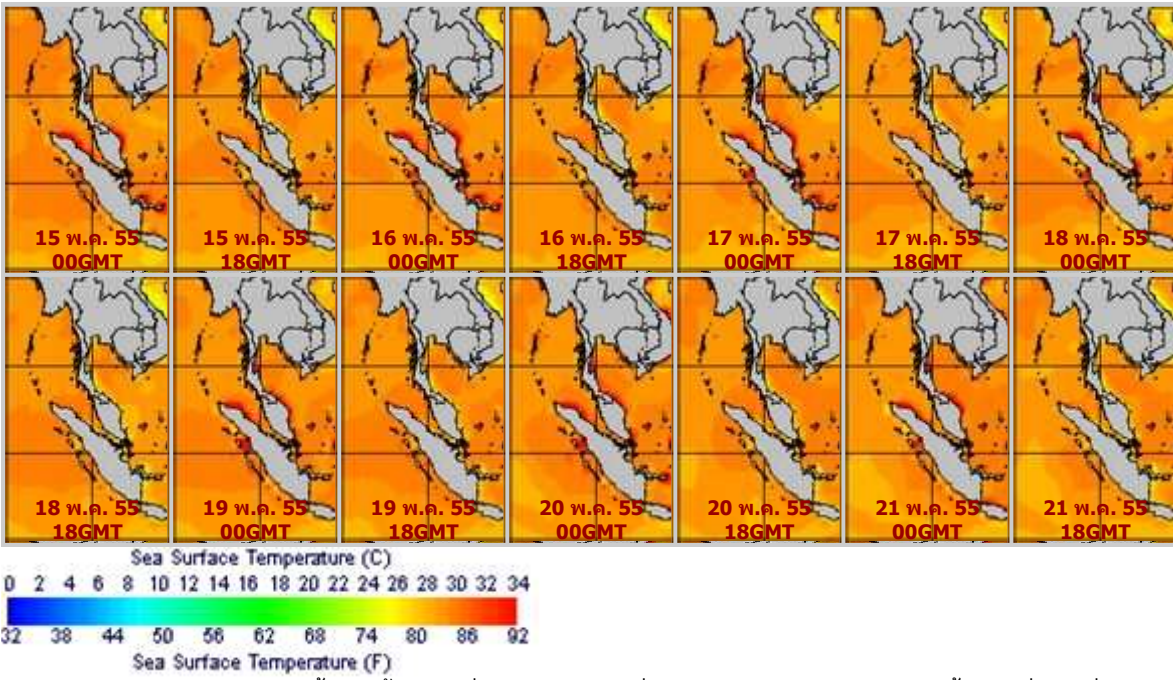 15 พ.ค. 55 15 พ.ค. 55 16 พ.ค. 55 16 พ.ค. 55 17 พ.ค. 55 17 พ.ค. 55 18 พ.ค. 55
00GMT 18GMT 00GMT 18GMT 00GMT 18GMT 00GMT
18 พ.ค. 55 19 พ.ค. 55 19 พ.ค. 55 20 พ.ค. 55 20 พ.ค. 55 21 พ.ค. 55 21 พ.ค. 55
18GMT 00GMT 18GMT 00GMT 18GMT 00GMT 18GMT
Sea Surface Temperature (C)
0 2 4 6 8 10 12 14 16 18 20 22 24 26 28 30 32 34
32 38 44 50 56 62 68 74 80 86 92
Sea Surface Temperature (F)